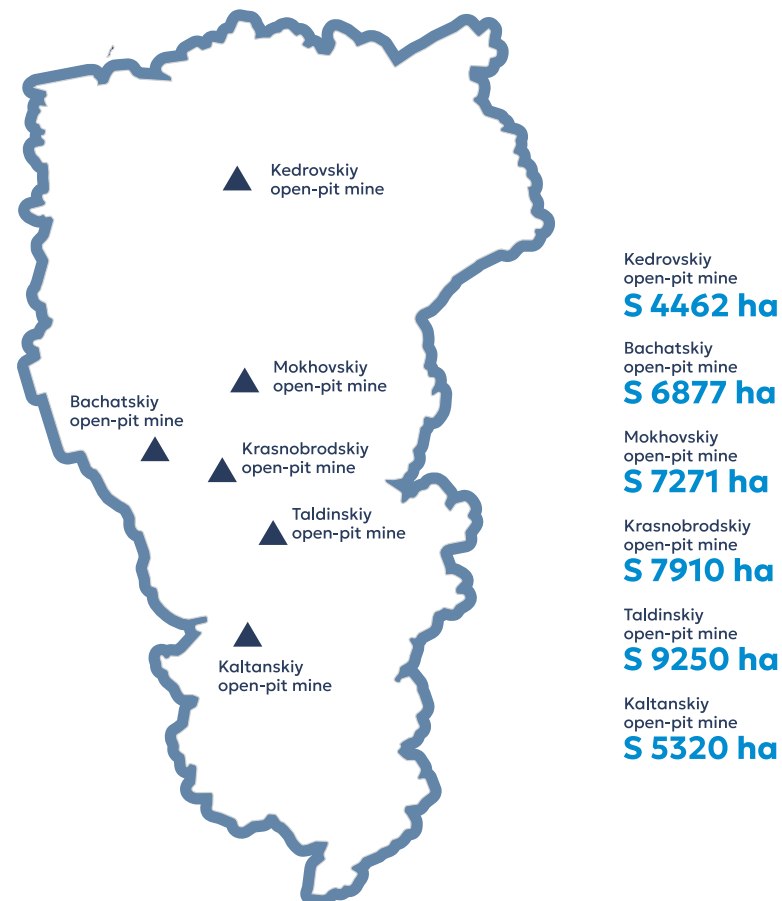 Kedrovskiy
open-pit mine
Mokhovskiy
open-pit mine
Bachatskiy
open-pit mine
Krasnobrodskiy
open-pit mine
Taldinskiy
open-pit mine
Kaltanskiy
open-pit mine
Kedrovskiy
open-pit mine
S 4462 ha
Bachatskiy
open-pit mine
S 6877 ha
Mokhovskiy
open-pit mine
S 7271 ha
Krasnobrodskiy
open-pit mine
S 7910 ha
Taldinskiy
open-pit mine
S 9250 ha
Kaltanskiy
open-pit mine
S 5320 ha